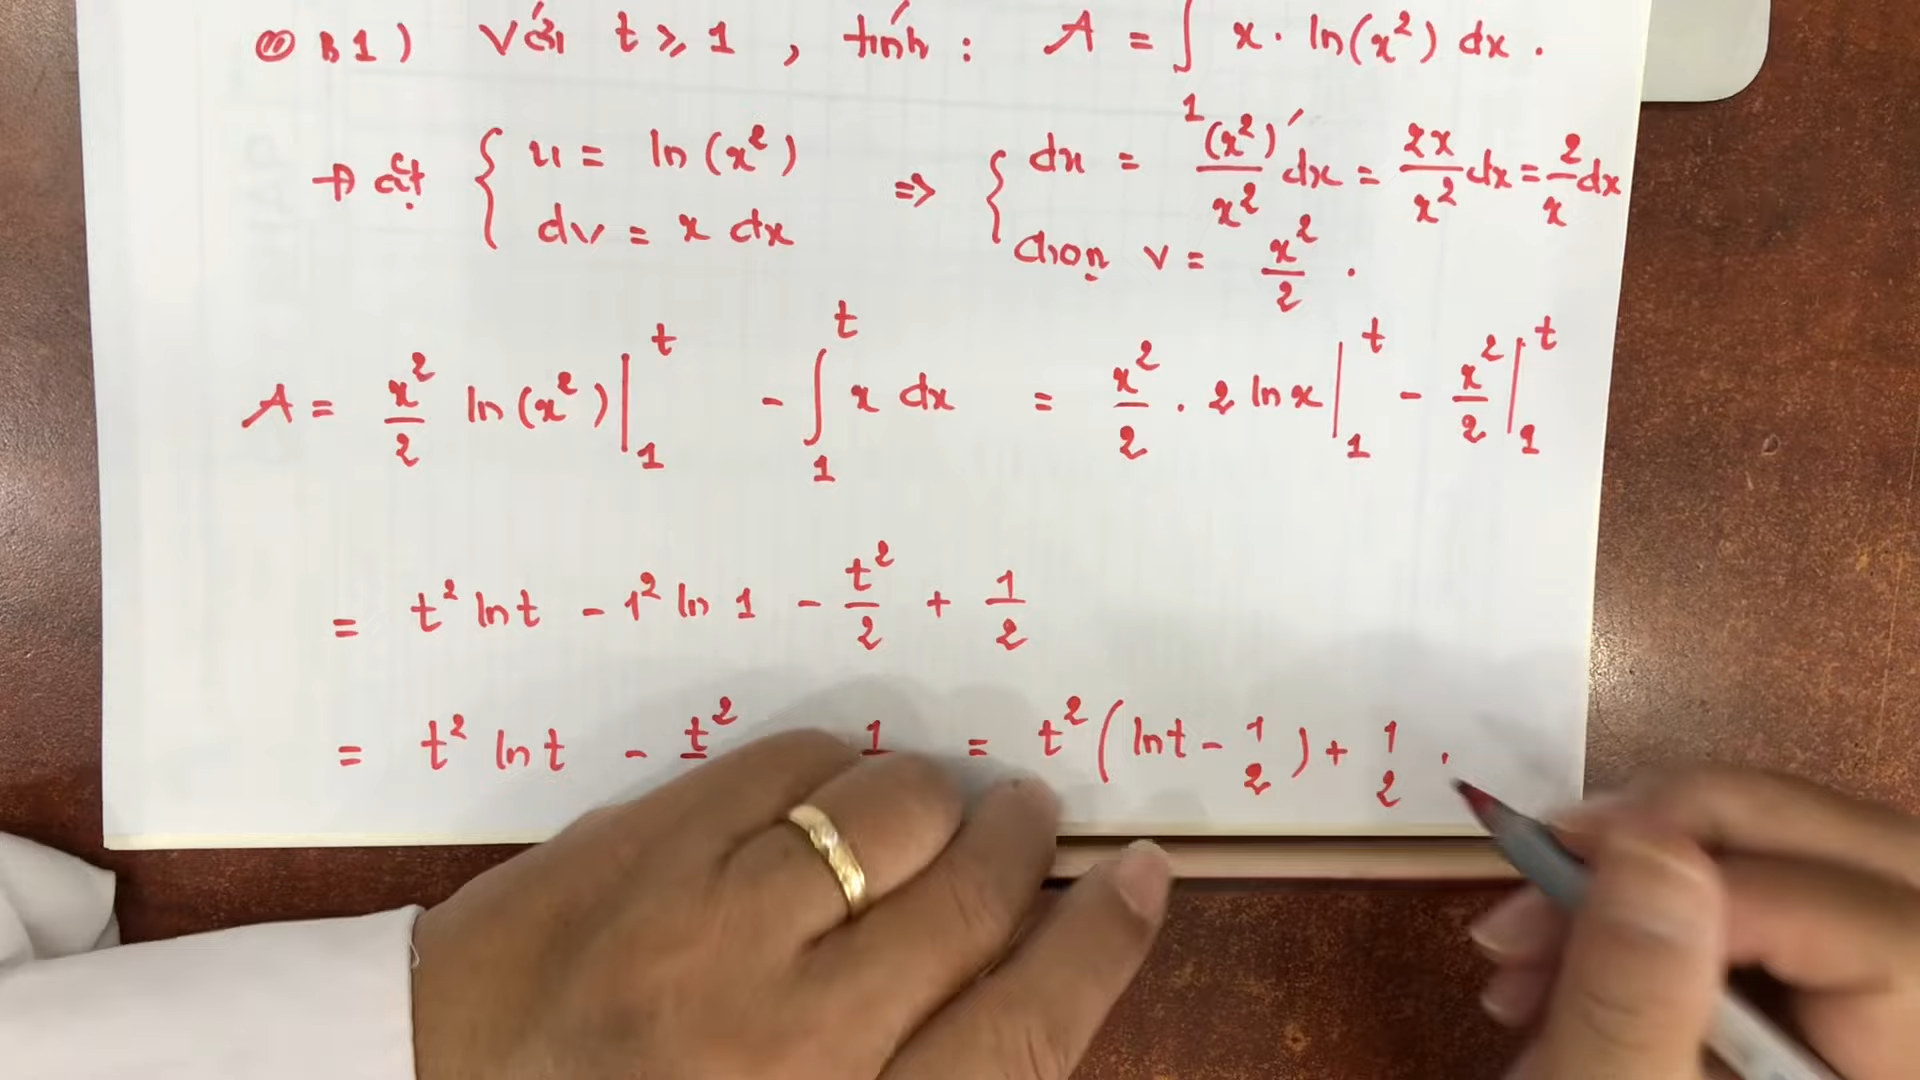 B1) Với t ⩾ 1, tính: A = ∫₁ x · ln(x²) dx.
Đặt { u = ln(x²) ; dv = x dx ⇒ { du = (x²)′/x² dx = 2x/x² dx = 2/x dx ; chọn v = x²/2 .
A = x²/2 ln(x²) |₁ᵗ - ∫₁ᵗ x dx = x²/2 . 2 ln x |₁ᵗ - x²/2 |₁ᵗ
= t² ln t - 1² ln 1 - t²/2 + 1/2
= t² ln t - t² 1 = t² (ln t - 1/2) + 1/2 .